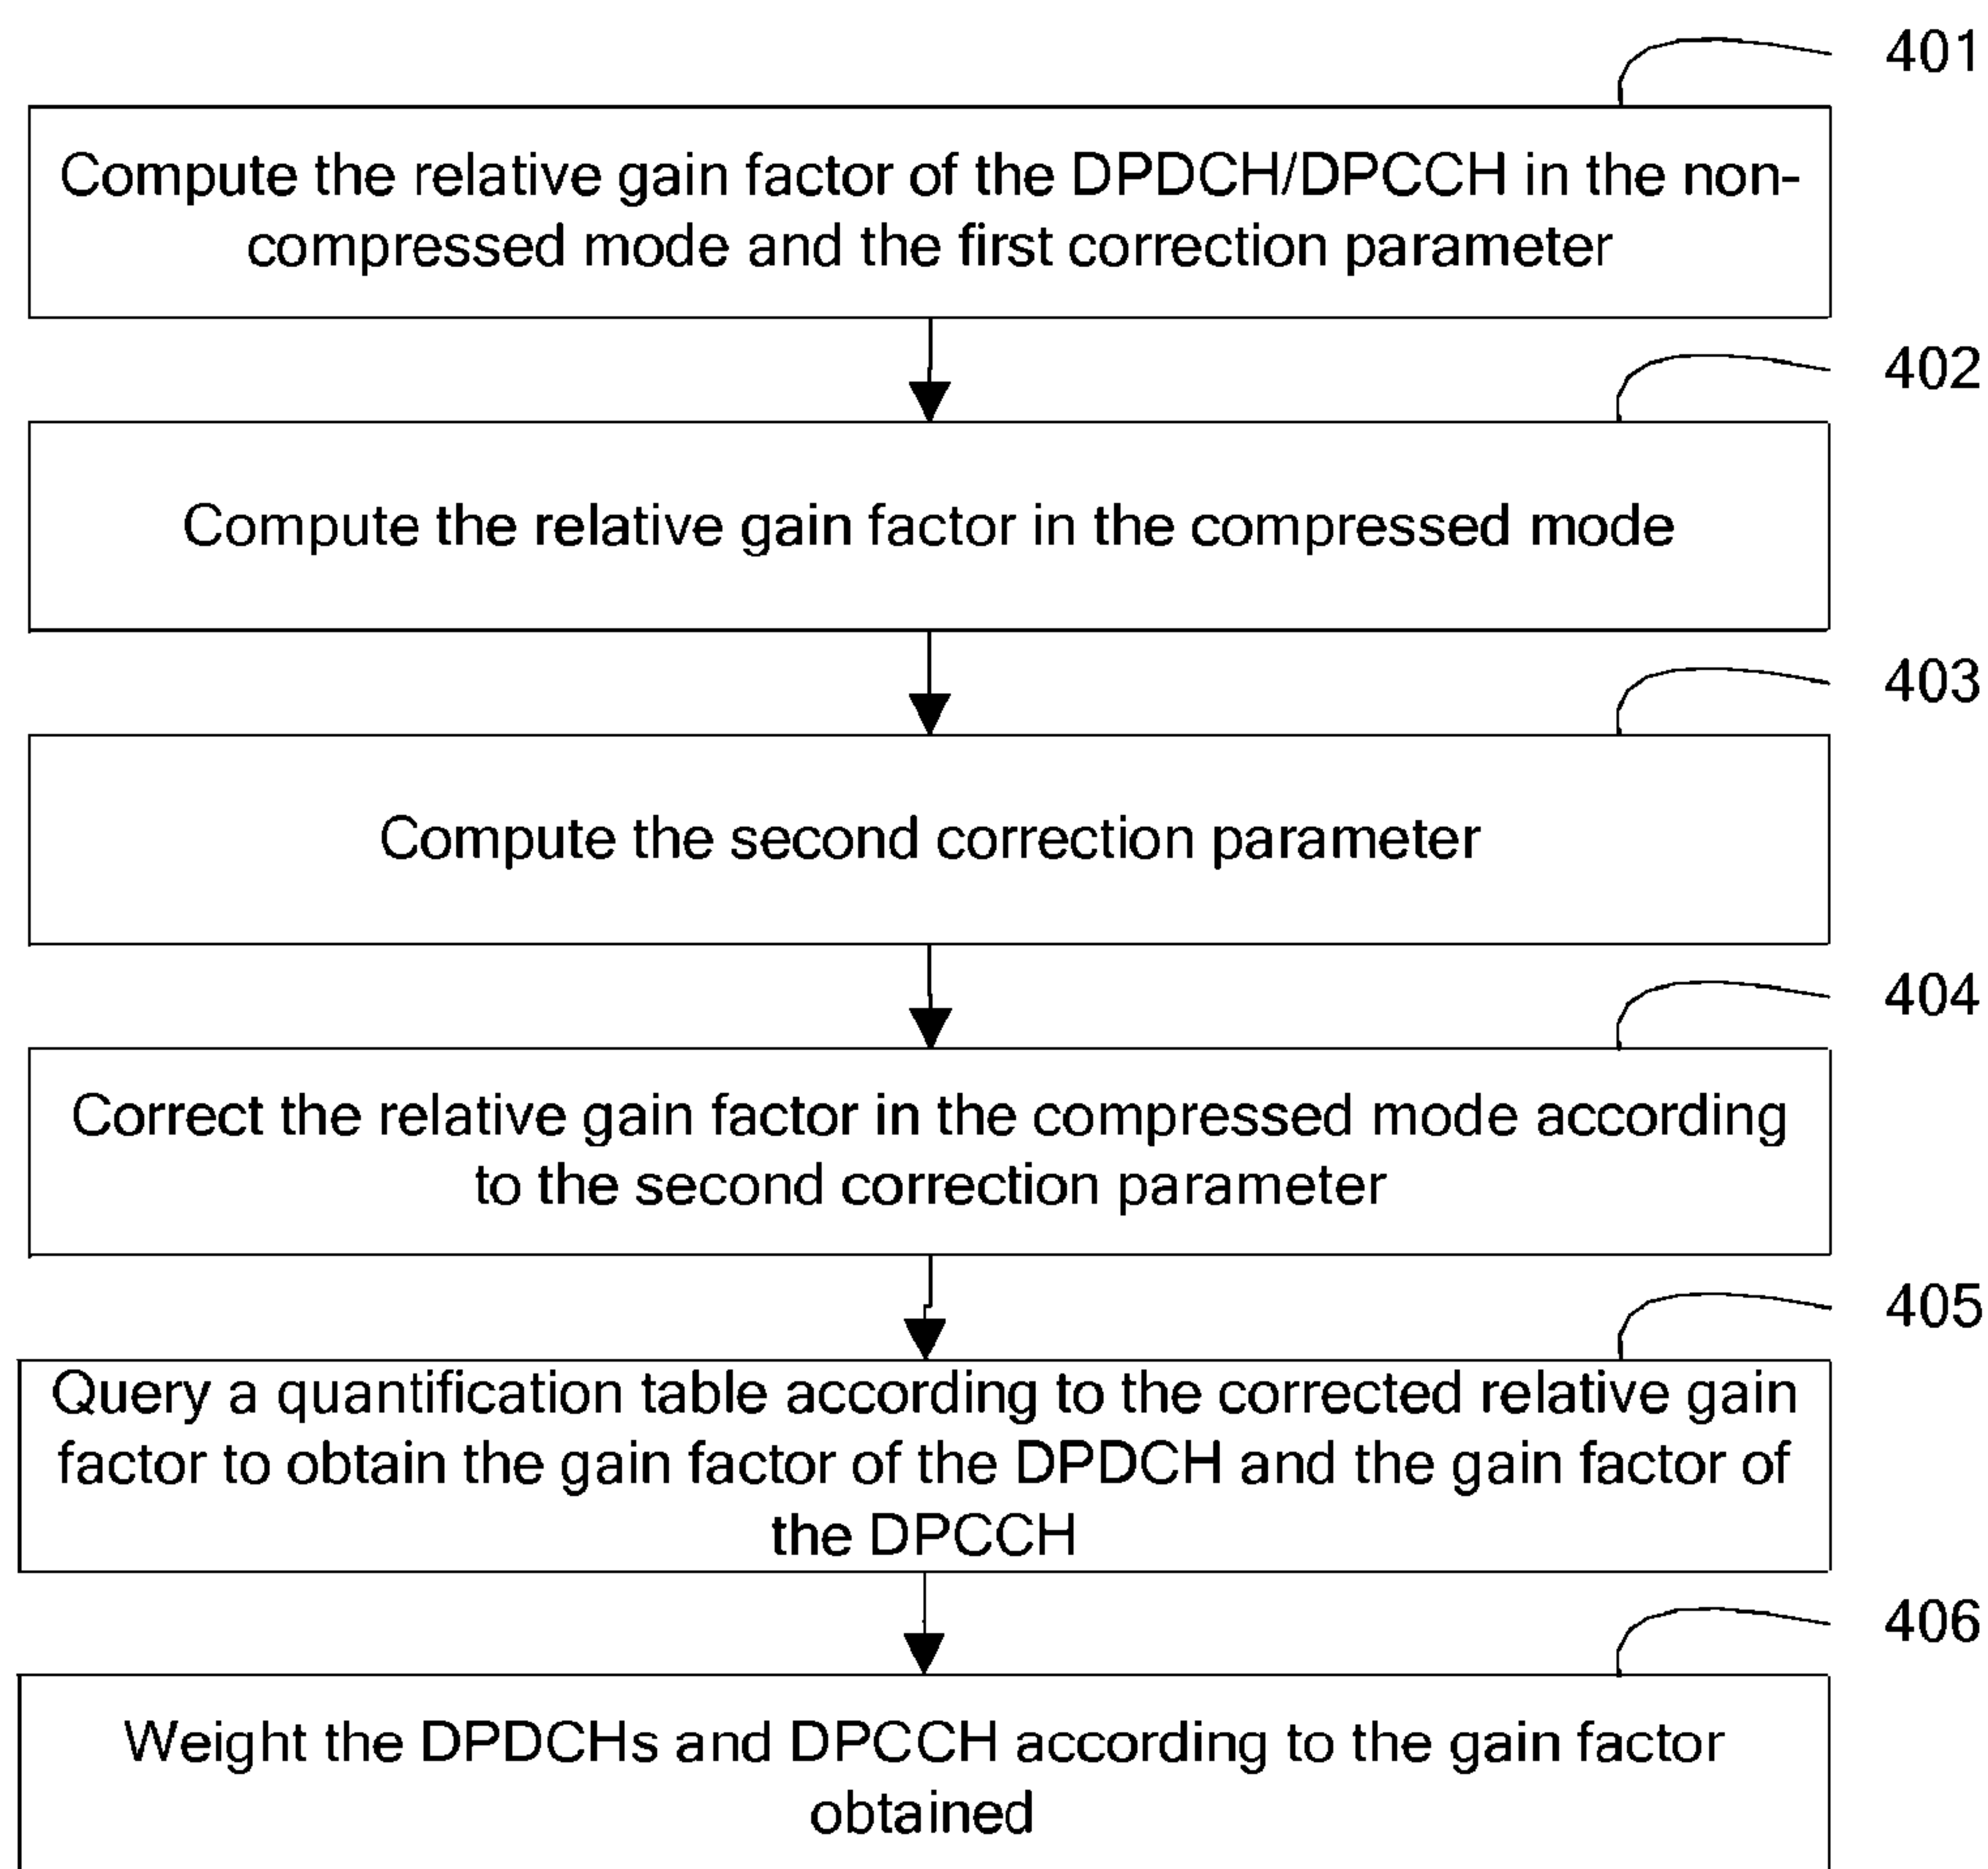 401
Compute the relative gain factor of the DPDCH/DPCCH in the non-
compressed mode and the first correction parameter
402
Compute the relative gain factor in the compressed mode
403
Compute the second correction parameter
404
Correct the relative gain factor in the compressed mode according
to the second correction parameter
405
Query a quantification table according to the corrected relative gain
factor to obtain the gain factor of the DPDCH and the gain factor of
the DPCCH
406
Weight the DPDCHs and DPCCH according to the gain factor
obtained